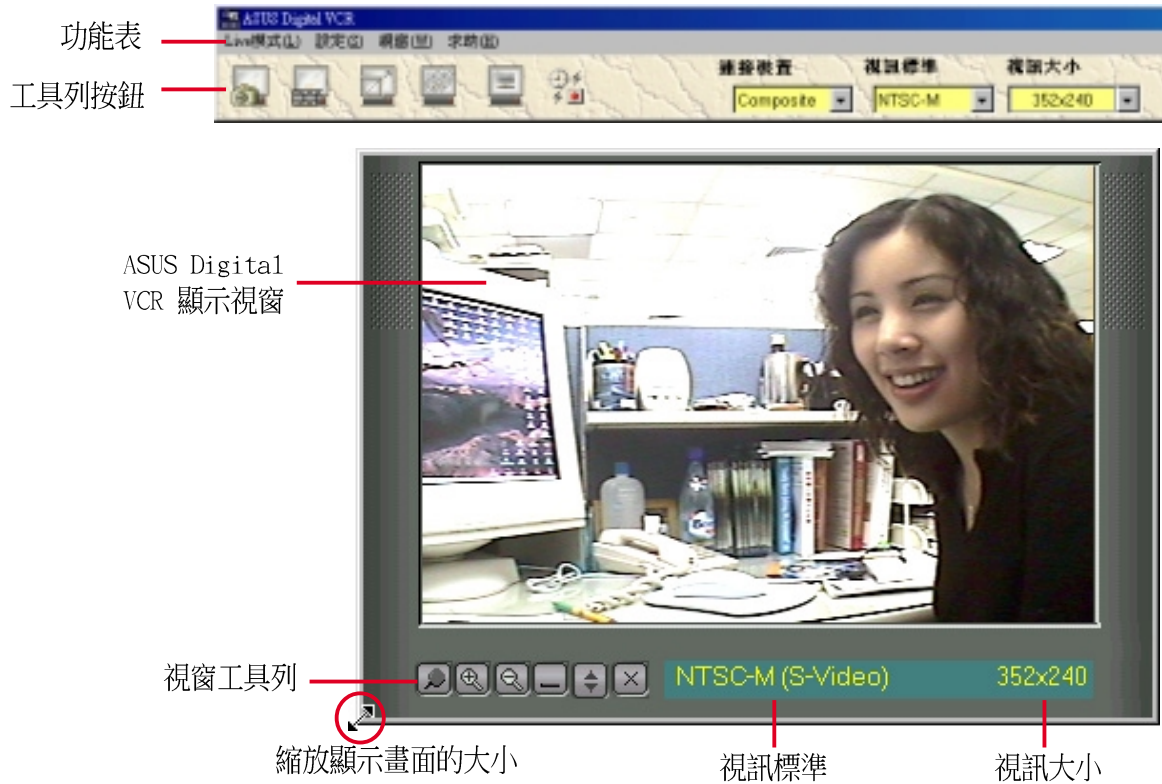 ASUS Digital VCR
功能表
Live模式(L) 設定(S) 視窗(W) 求助(H)
工具列按鈕
連接裝置 視訊標準 視訊大小
Composite NTSC-M 352x240
ASUS Digital
VCR 顯示視窗
視窗工具列
NTSC-M (S-Video) 352x240
縮放顯示畫面的大小
視訊標準
視訊大小